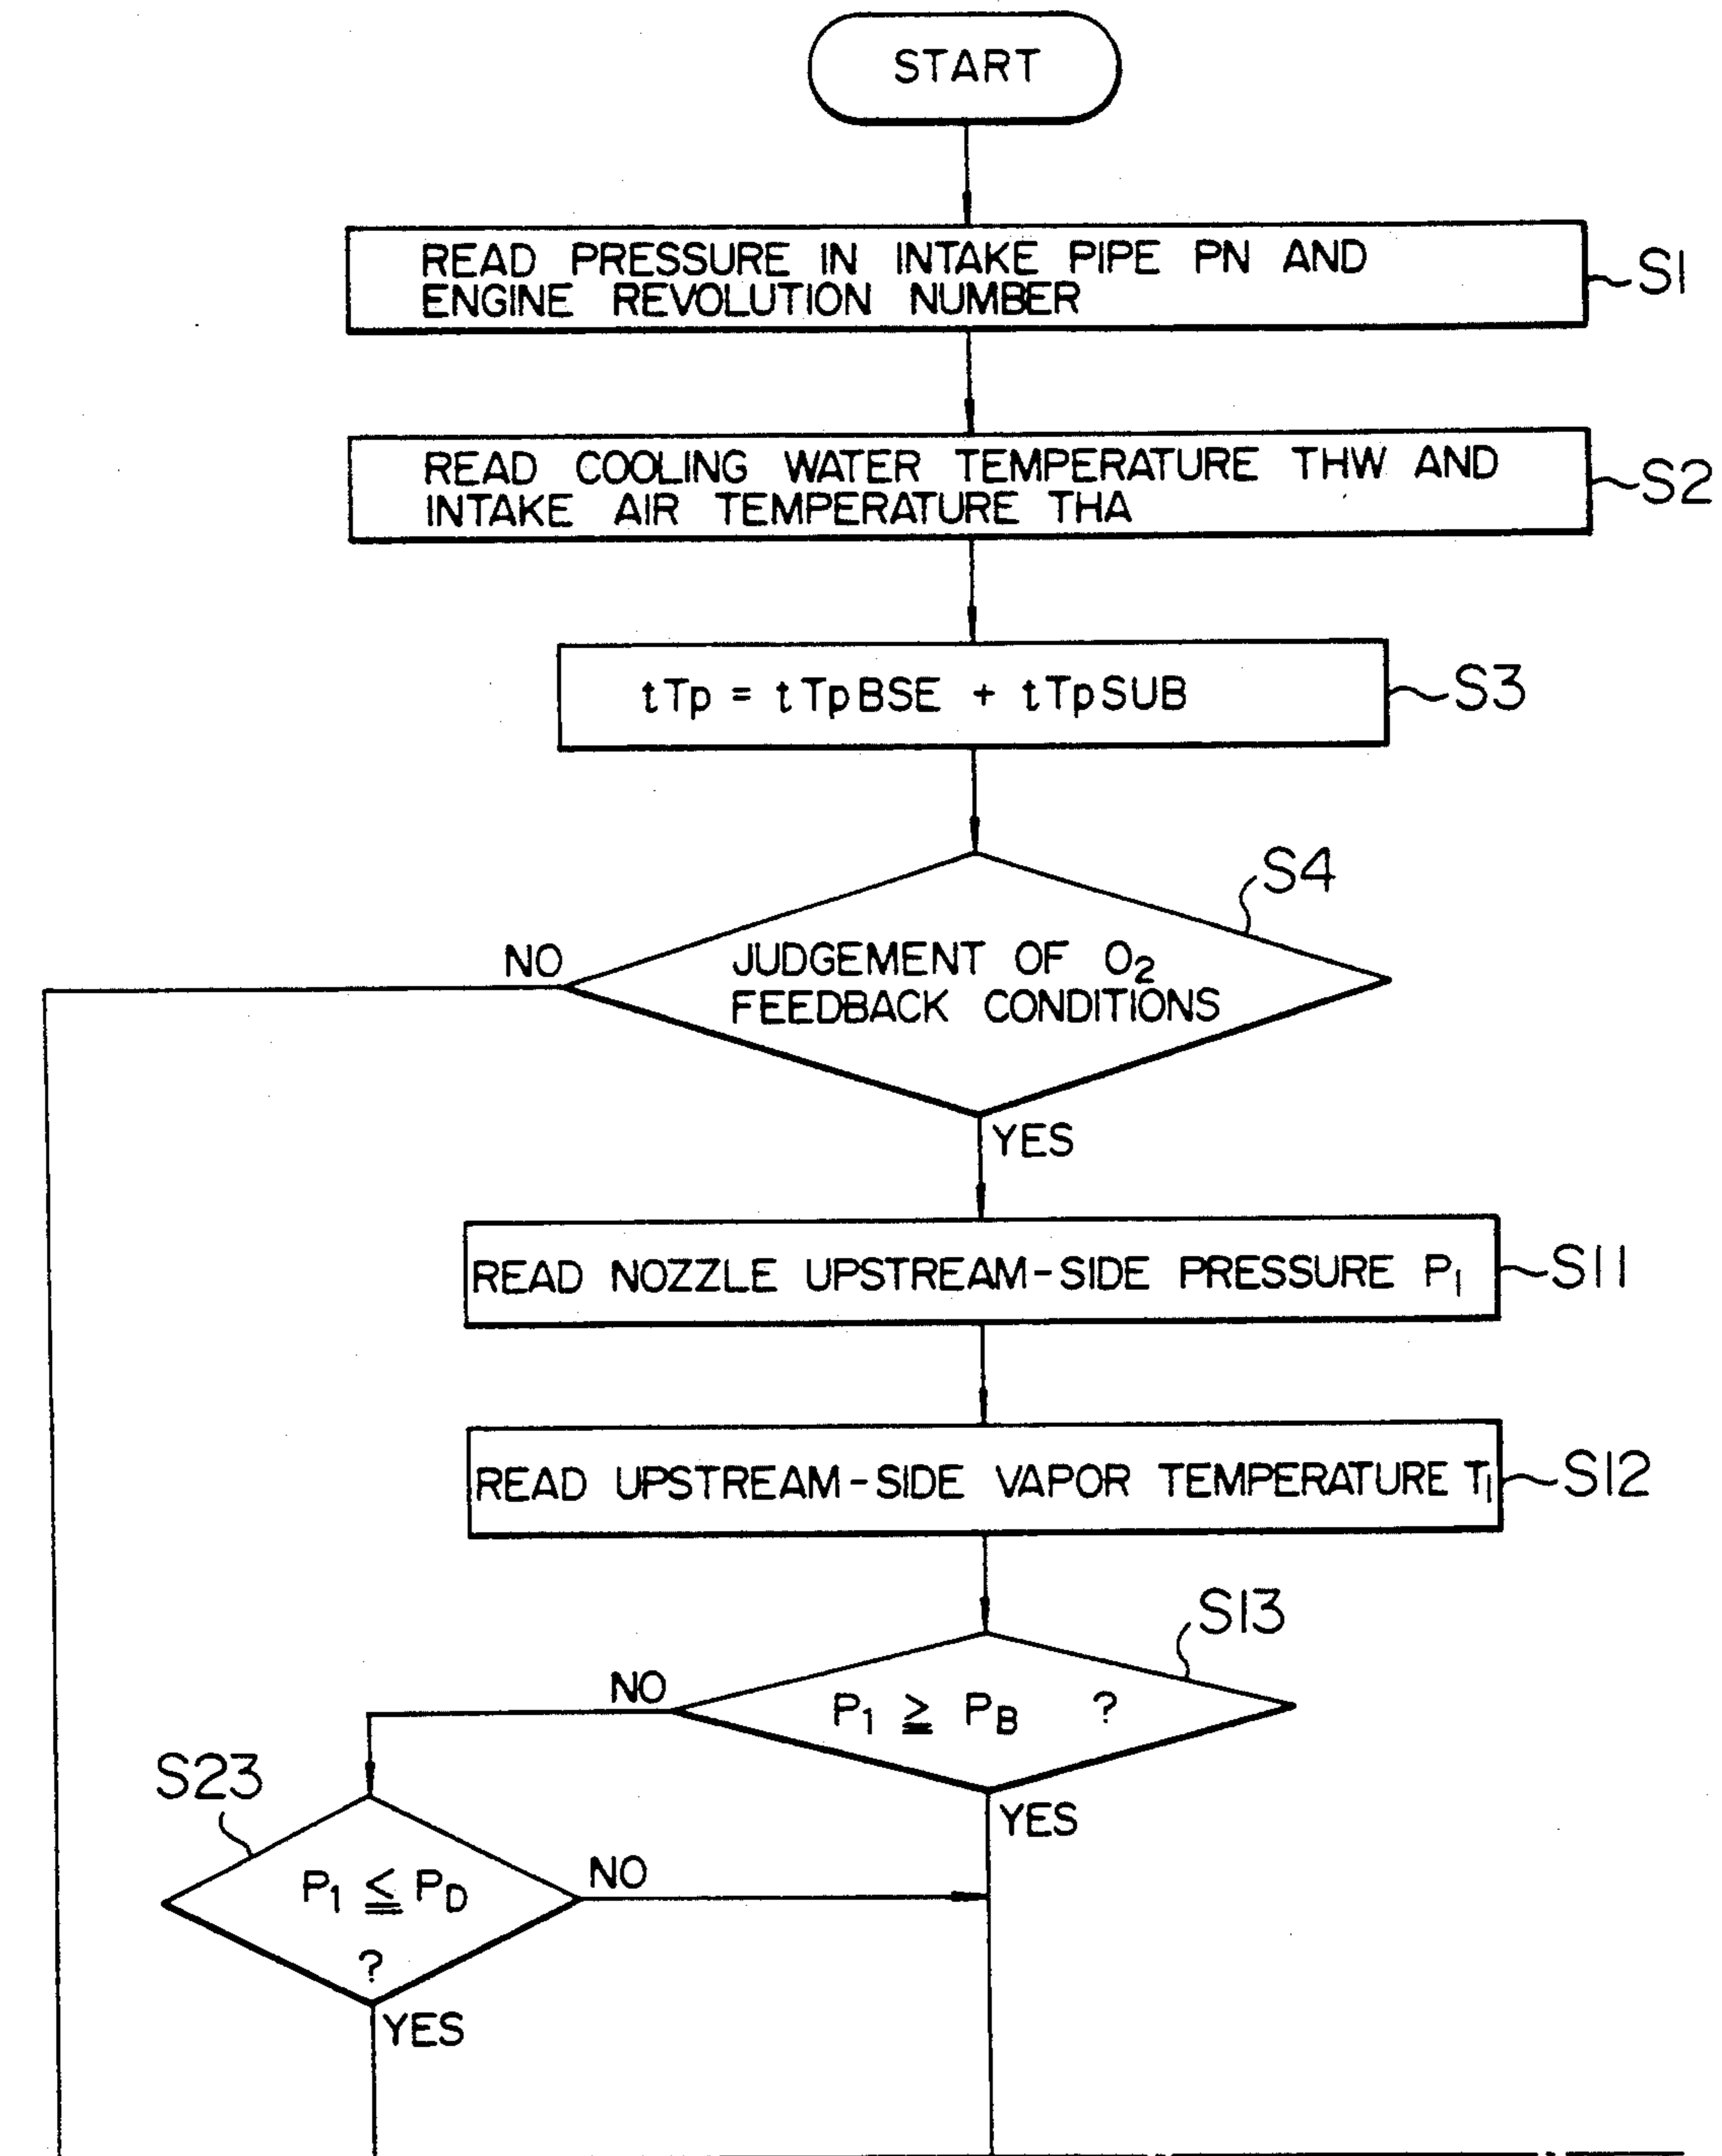 START
READ PRESSURE IN INTAKE PIPE PN AND
ENGINE REVOLUTION NUMBER
S1
READ COOLING WATER TEMPERATURE THW AND
INTAKE AIR TEMPERATURE THA
S2
tTp = tTpBSE + tTpSUB
S3
S4
NO
JUDGEMENT OF O₂
FEEDBACK CONDITIONS
YES
READ NOZZLE UPSTREAM-SIDE PRESSURE P₁
S11
READ UPSTREAM-SIDE VAPOR TEMPERATURE T₁
S12
S13
NO
P₁ ≧ P_B ?
YES
S23
P₁ ≦ P_D
?
NO
YES